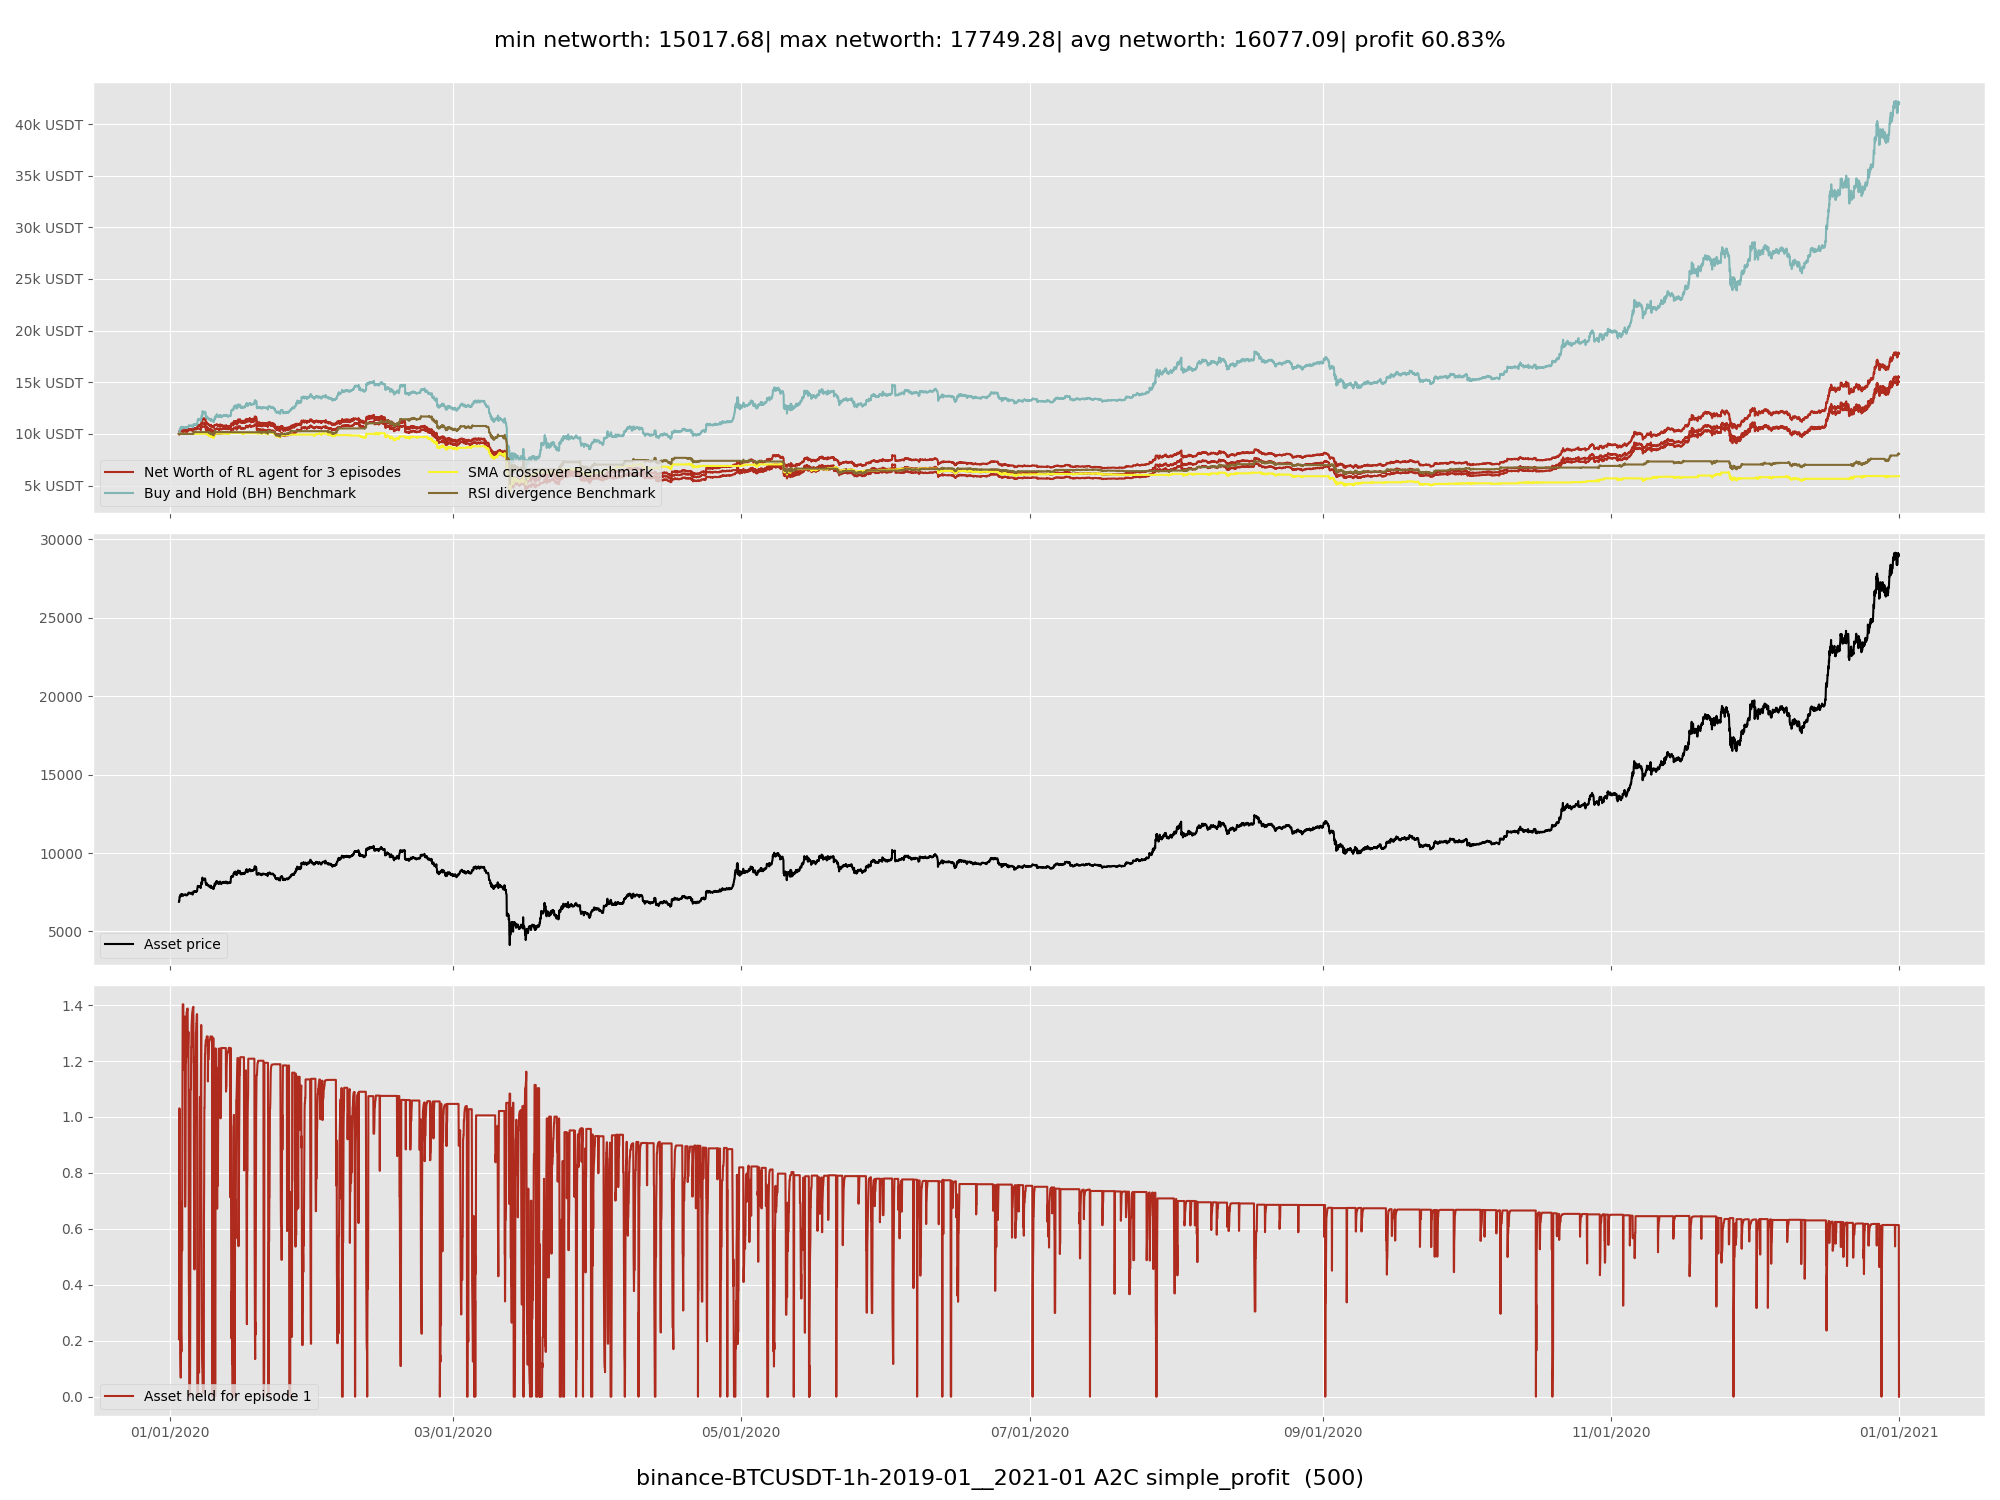 min networth: 15017.68| max networth: 17749.28| avg networth: 16077.09| profit 60.83%
40k USDT
35k USDT
30k USDT
25k USDT
20k USDT
15k USDT
10k USDT
5k USDT
Net Worth of RL agent for 3 episodes
Buy and Hold (BH) Benchmark
SMA crossover Benchmark
RSI divergence Benchmark
30000
25000
20000
15000
10000
5000
Asset price
1.4
1.2
1.0
0.8
0.6
0.4
0.2
0.0
Asset held for episode 1
01/01/2020 03/01/2020 05/01/2020 07/01/2020 09/01/2020 11/01/2020 01/01/2021
binance-BTCUSDT-1h-2019-01__2021-01 A2C simple_profit  (500)